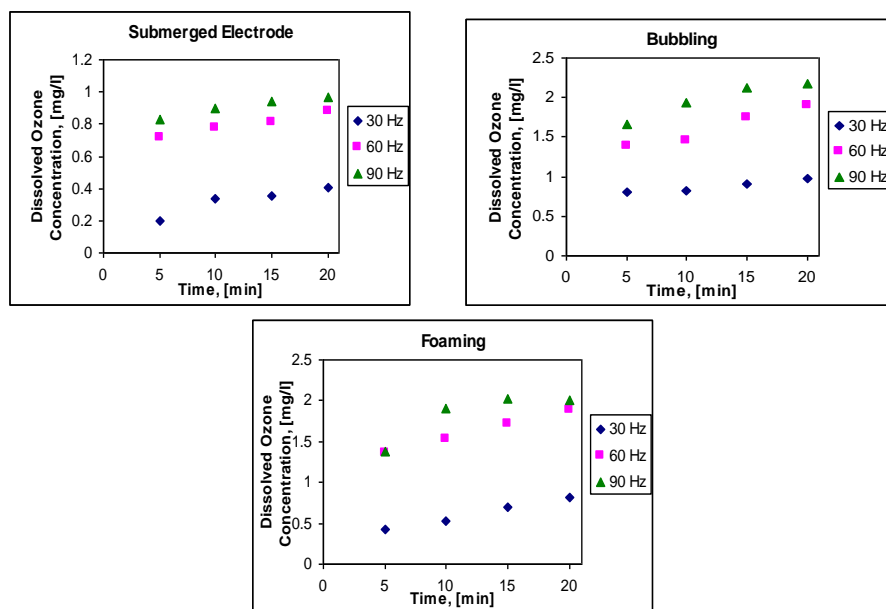 Submerged Electrode
Dissolved Ozone
Concentration, [mg/l]
1.2
1
0.8
0.6
0.4
0.2
0
0 5 10 15 20
Time, [min]
30 Hz
60 Hz
90 Hz
Bubbling
Dissolved Ozone
Concentration, [mg/l]
2.5
2
1.5
1
0.5
0
0 5 10 15 20
Time, [min]
30 Hz
60 Hz
90 Hz
Foaming
Dissolved Ozone
Concentration, [mg/l]
2.5
2
1.5
1
0.5
0
0 5 10 15 20
Time, [min]
30 Hz
60 Hz
90 Hz